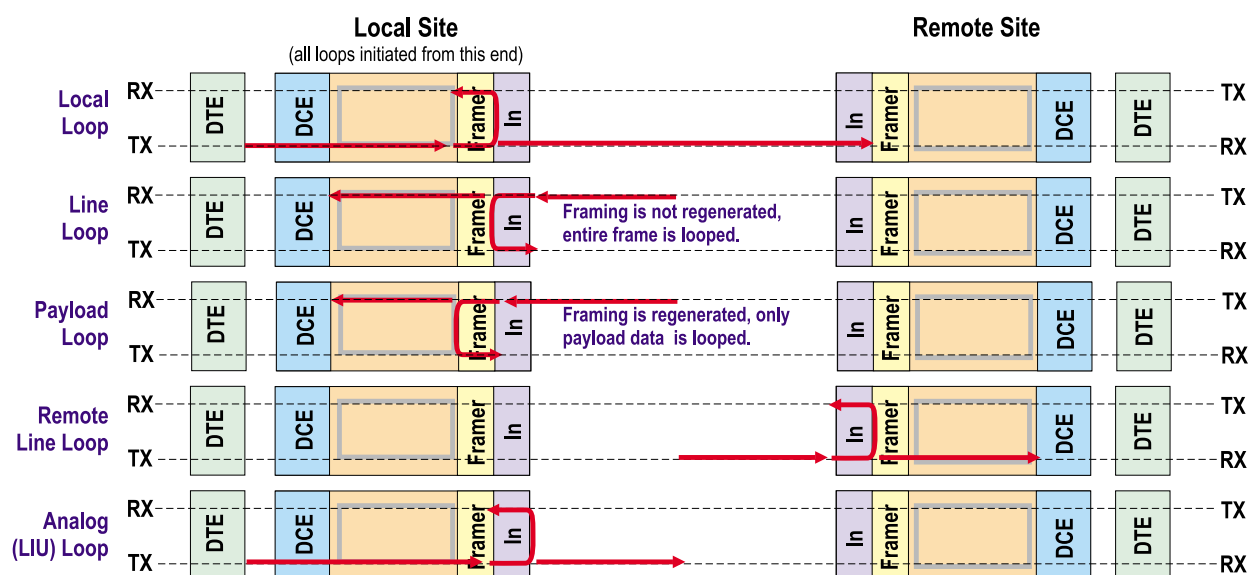 Local Site
(all loops initiated from this end)
Remote Site
Local
Loop
RX
TX
DTE
DCE
Framer
In
In
Framer
DCE
DTE
TX
RX
Line
Loop
RX
TX
DTE
DCE
Framer
In
Framing is not regenerated,
entire frame is looped.
In
Framer
DCE
DTE
TX
RX
Payload
Loop
RX
TX
DTE
DCE
Framer
In
Framing is regenerated, only
payload data is looped.
In
Framer
DCE
DTE
TX
RX
Remote
Line Loop
RX
TX
DTE
DCE
Framer
In
In
Framer
DCE
DTE
TX
RX
Analog
(LIU) Loop
RX
TX
DTE
DCE
Framer
In
In
Framer
DCE
DTE
TX
RX